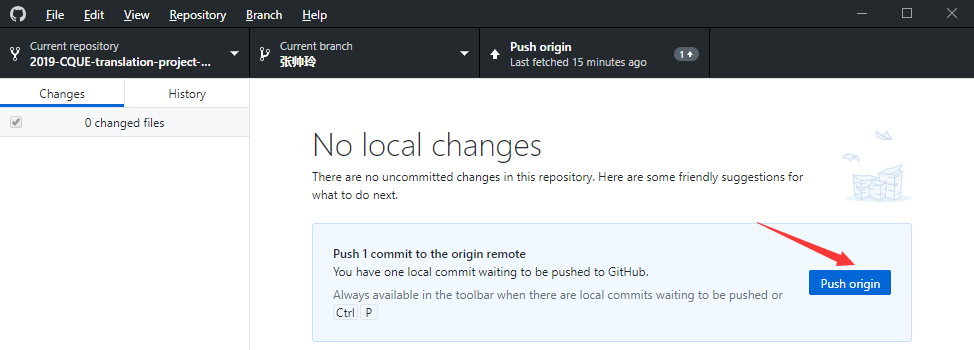 File Edit View Repository Branch Help
Current repository
2019-CQUE-translation-project-...
Current branch
张帅玲
Push origin
Last fetched 15 minutes ago
1
Changes History
0 changed files
No local changes
There are no uncommitted changes in this repository. Here are some friendly suggestions for
what to do next.
Push 1 commit to the origin remote
You have one local commit waiting to be pushed to GitHub.
Always available in the toolbar when there are local commits waiting to be pushed or
Ctrl P
Push origin